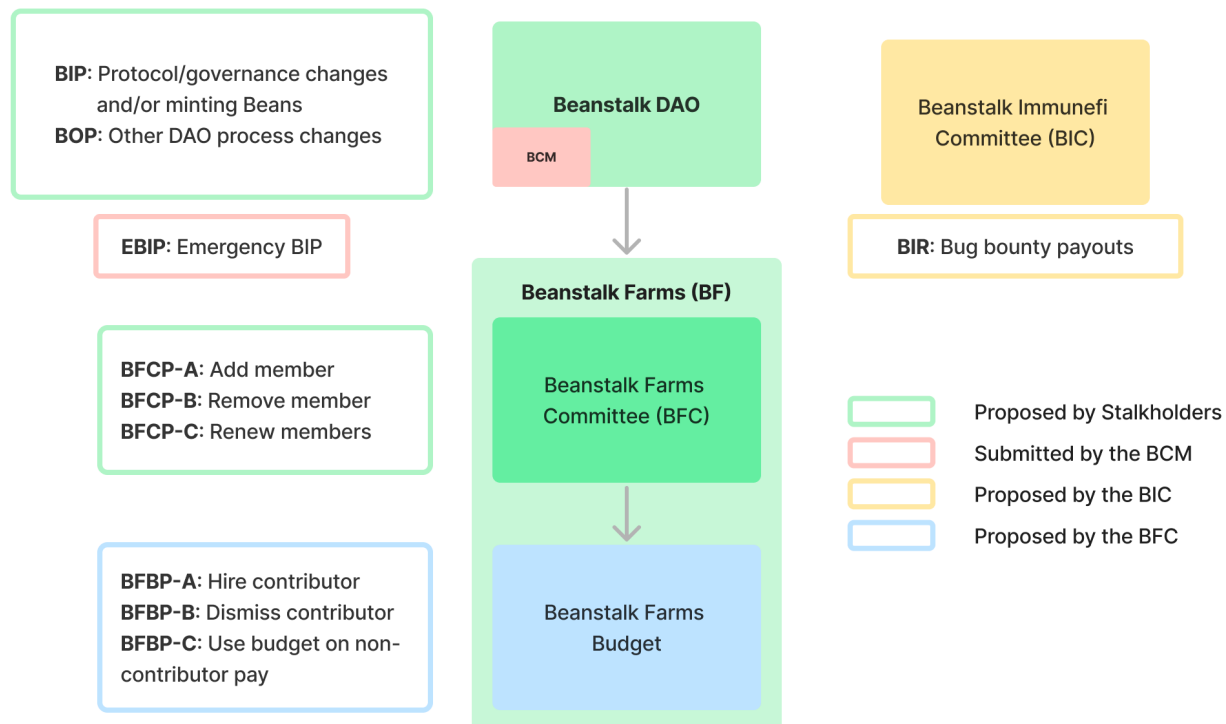 BIP: Protocol/governance changes
and/or minting Beans
BOP: Other DAO process changes
EBIP: Emergency BIP
BFCP-A: Add member
BFCP-B: Remove member
BFCP-C: Renew members
BFBP-A: Hire contributor
BFBP-B: Dismiss contributor
BFBP-C: Use budget on non-
contributor pay
Beanstalk DAO
BCM
Beanstalk Farms (BF)
Beanstalk Farms
Committee (BFC)
Beanstalk Farms
Budget
Beanstalk Immunefi
Committee (BIC)
BIR: Bug bounty payouts
Proposed by Stalkholders
Submitted by the BCM
Proposed by the BIC
Proposed by the BFC